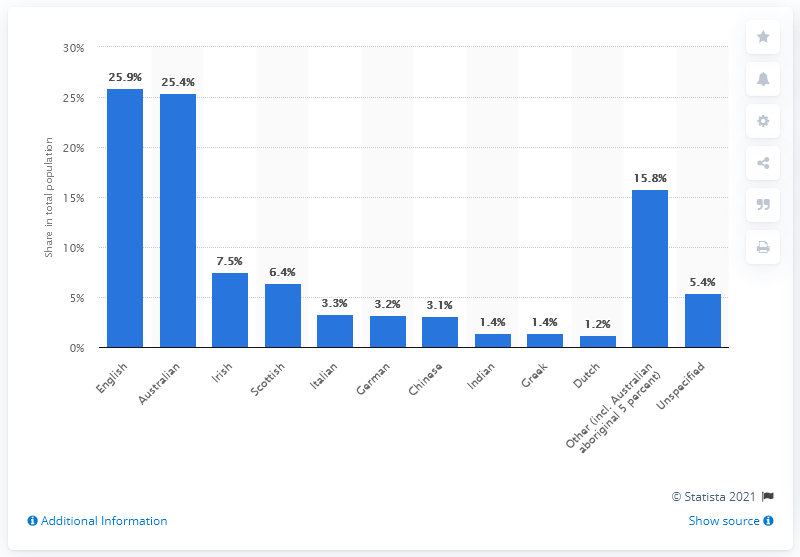 30%
25%
20%
15%
10%
5%
0%
Share in total population
25.9%
25.4%
7.5%
6.4%
3.3%
3.2%
3.1%
1.4%
1.4%
1.2%
15.8%
5.4%
English
Australian
Irish
Scottish
Italian
German
Chinese
Indian
Greek
Dutch
Other (incl. Australian
aboriginal 5 percent)
Unspecified
© Statista 2021
Additional Information
Show source